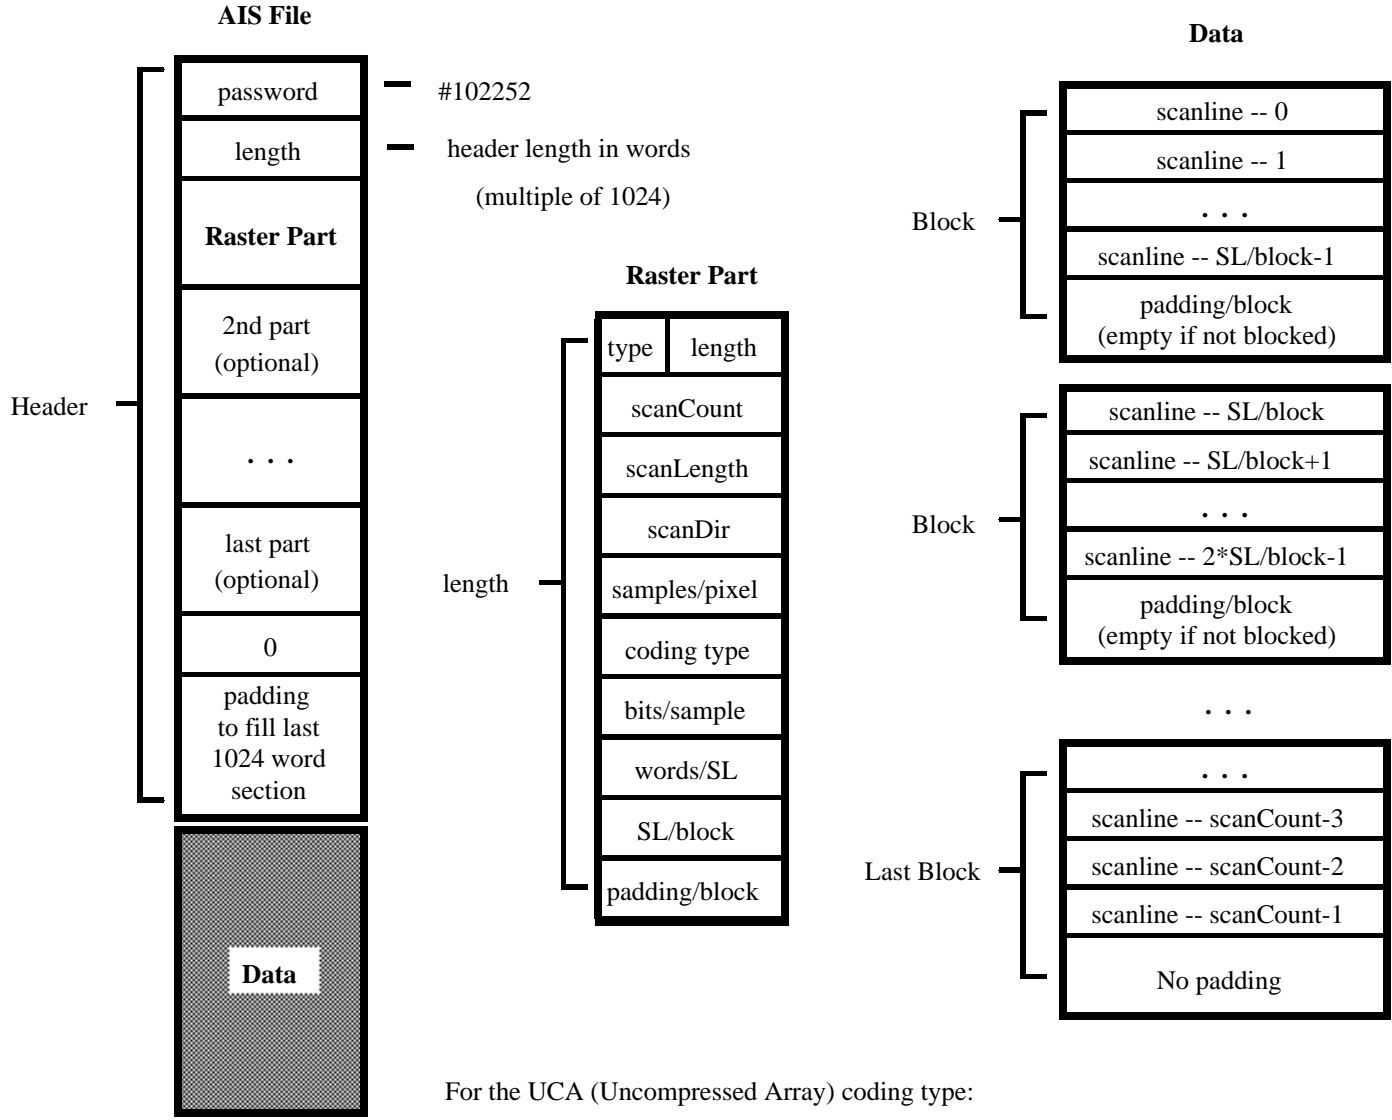 AIS File
password
#102252
length
header length in words
(multiple of 1024)
Raster Part
2nd part
(optional)
Header
. . .
last part
(optional)
0
padding
to fill last
1024 word
section
Data
Raster Part
type
length
scanCount
scanLength
scanDir
length
samples/pixel
coding type
bits/sample
words/SL
SL/block
padding/block
Data
scanline -- 0
scanline -- 1
Block
. . .
scanline -- SL/block-1
padding/block
(empty if not blocked)
scanline -- SL/block
scanline -- SL/block+1
Block
. . .
scanline -- 2*SL/block-1
padding/block
(empty if not blocked)
. . .
. . .
scanline -- scanCount-3
Last Block
scanline -- scanCount-2
scanline -- scanCount-1
No padding
For the UCA (Uncompressed Array) coding type: